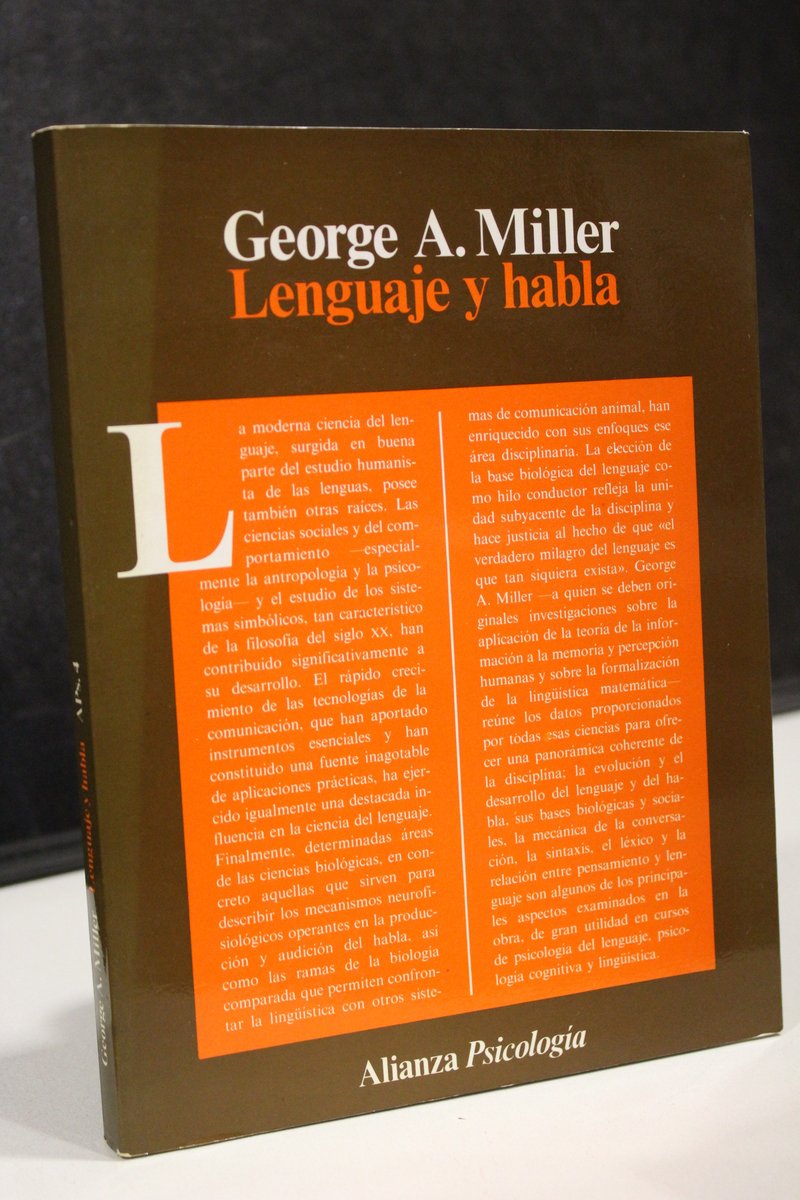 George A. Miller
Lenguaje y habla
La moderna ciencia del len-
guaje, surgida en buena
parte del estudio humanis-
ta de las lenguas, posee
también otras raíces. Las
ciencias sociales y del com-
portamiento —especial-
mente la antropología y la psico-
logía— y el estudio de los siste-
mas simbólicos, tan característico
de la filosofía del siglo XX, han
contribuido significativamente a
su desarrollo. El rápido creci-
miento de las tecnologías de la
comunicación, que han aportado
instrumentos esenciales y han
constituido una fuente inagotable
de aplicaciones prácticas, ha ejer-
cido igualmente una destacada in-
fluencia en la ciencia del lenguaje.
Finalmente, determinadas áreas
de las ciencias biológicas, en con-
creto aquellas que sirven para
describir los mecanismos neurofi-
siológicos operantes en la produc-
ción y audición del habla, así
como las ramas de la biología
comparada que permiten confron-
tar la lingüística con otros siste-
mas de comunicación animal, han
enriquecido con sus enfoques ese
área disciplinaria. La elección de
la base biológica del lenguaje co-
mo hilo conductor refleja la uni-
dad subyacente de la disciplina y
hace justicia al hecho de que «el
verdadero milagro del lenguaje es
que tan siquiera exista». George
A. Miller —a quien se deben ori-
ginales investigaciones sobre la
aplicación de la teoría de la infor-
mación a la memoria y percepción
humanas y sobre la formalización
de la lingüística matemática—
reúne los datos proporcionados
por todas esas ciencias para ofre-
cer una panorámica coherente de
la disciplina; la evolución y el
desarrollo del lenguaje y del ha-
bla, sus bases biológicas y socia-
les, la mecánica de la conversa-
ción, la sintaxis, el léxico y la
relación entre pensamiento y len-
guaje son algunos de los principa-
les aspectos examinados en la
obra, de gran utilidad en cursos
de psicología del lenguaje, psico-
logía cognitiva y lingüística.
Alianza Psicología
George A. Miller Lenguaje y habla APs. 4